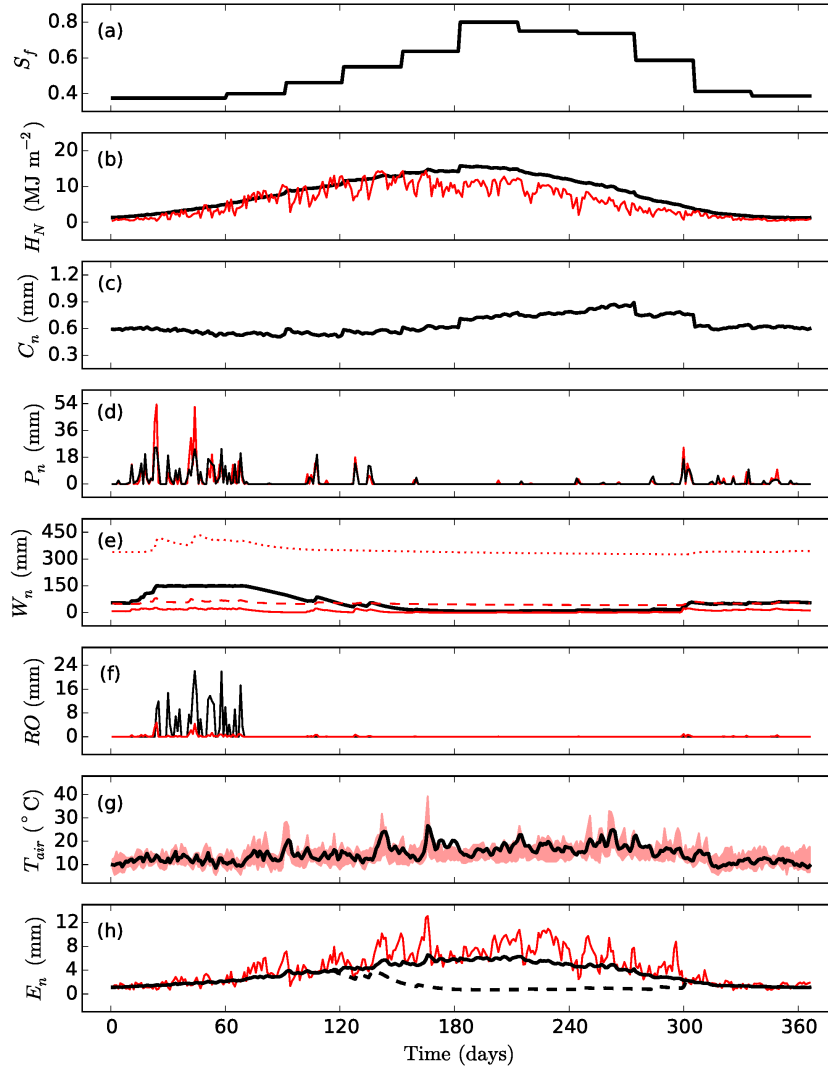 (a)
S_f
0.8
0.6
0.4
(b)
H_N (MJ m^−2)
20
10
0
(c)
C_n (mm)
1.2
0.9
0.6
0.3
(d)
P_n (mm)
54
36
18
0
(e)
W_n (mm)
450
300
150
0
(f)
RO (mm)
24
16
8
0
(g)
T_air (°C)
40
30
20
10
(h)
E_n (mm)
12
8
4
0
0 60 120 180 240 300 360
Time (days)